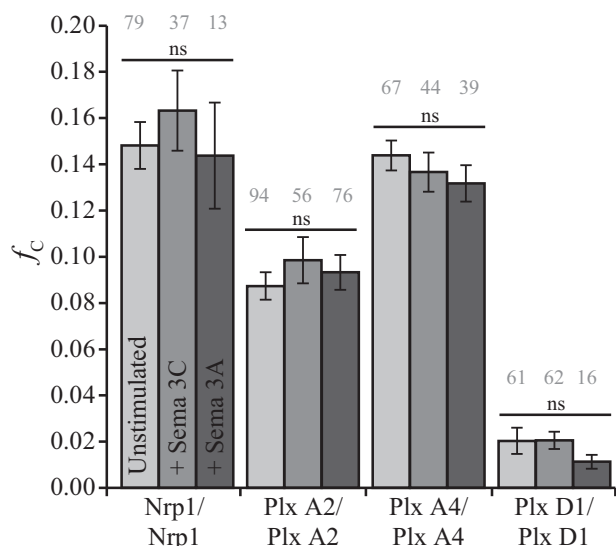 0.20
0.18
0.16
0.14
0.12
0.10
0.08
0.06
0.04
0.02
0.00
fC
79 37 13
ns
94 56 76
ns
67 44 39
ns
61 62 16
ns
Unstimulated
+ Sema 3C
+ Sema 3A
Nrp1/
Nrp1
Plx A2/
Plx A2
Plx A4/
Plx A4
Plx D1/
Plx D1